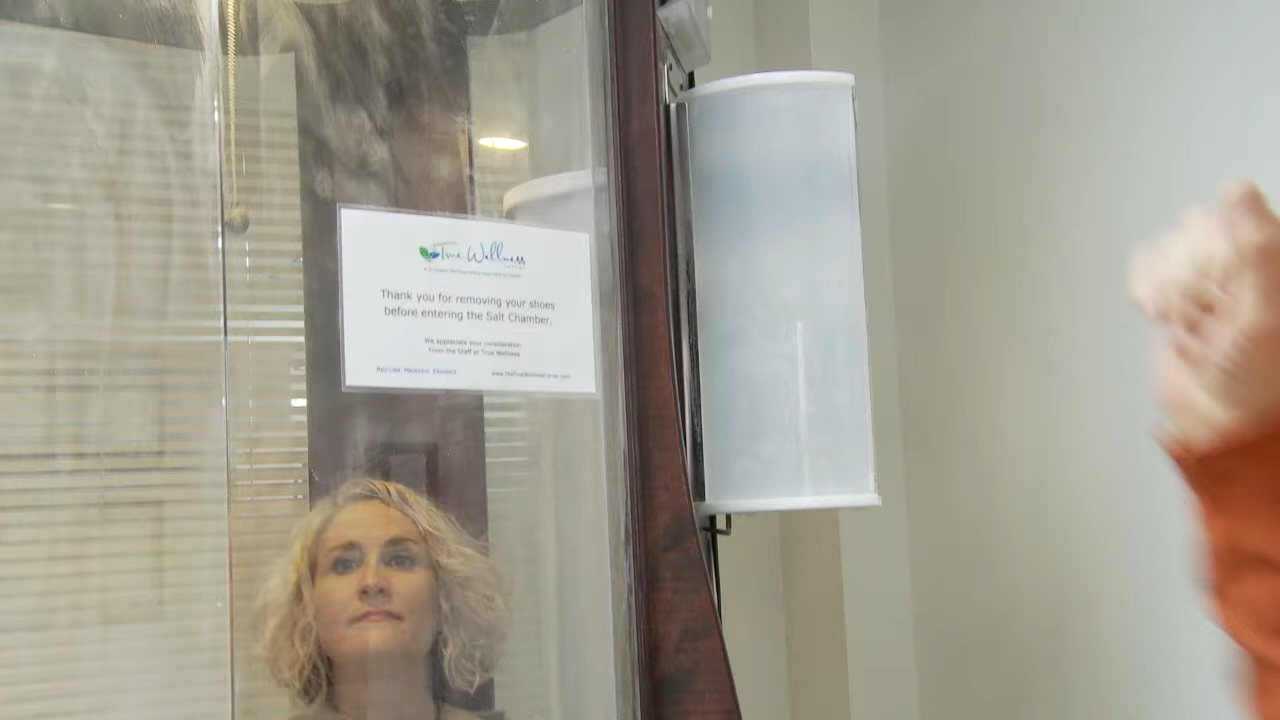 True Wellness
Thank you for removing your shoes
before entering the Salt Chamber.
We appreciate your consideration.
From the Staff at True Wellness